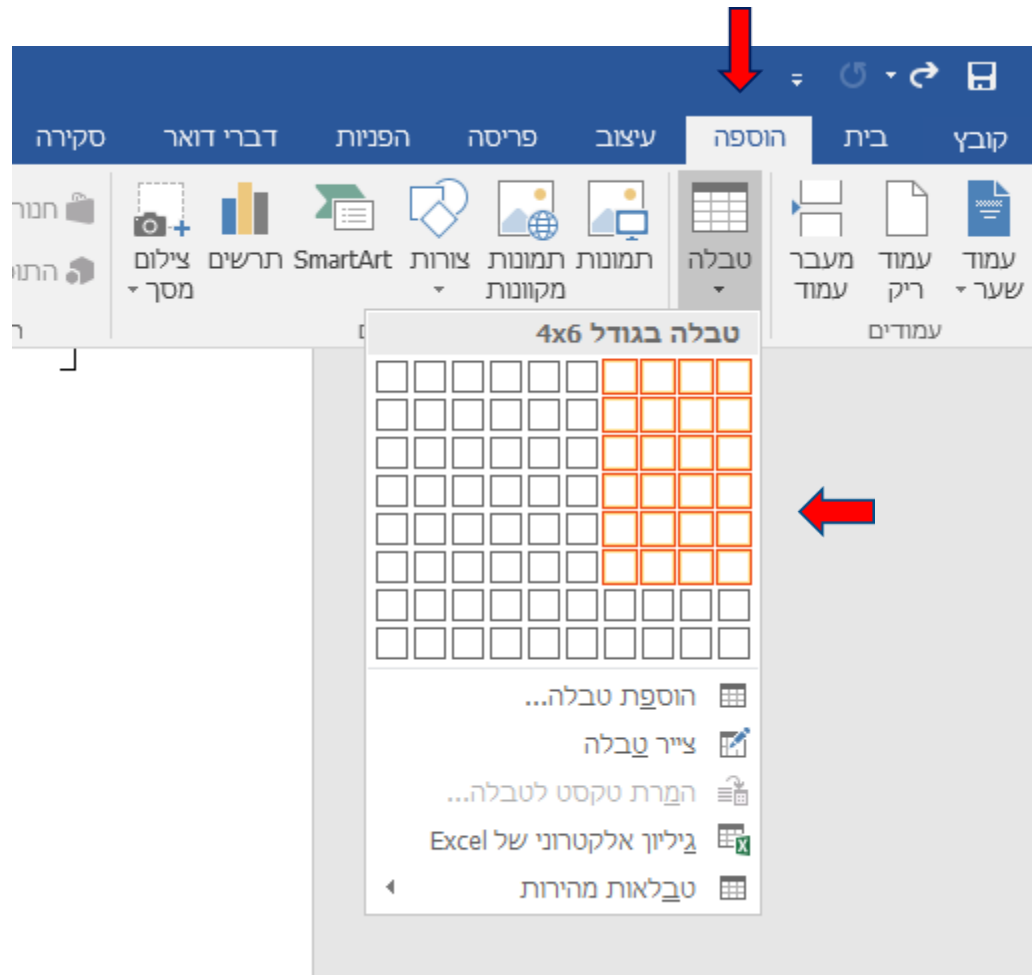 קובץ בית הוספה עיצוב פריסה הפניות דברי דואר סקירה
עמוד עמוד מעבר טבלה תמונות תמונות צורות SmartArt תרשים צילום
שער ריק עמוד מקוונות מסך
עמודים
טבלה בגודל 4x6
הוספת טבלה...
צייר טבלה
המרת טקסט לטבלה...
גיליון אלקטרוני של Excel
טבלאות מהירות